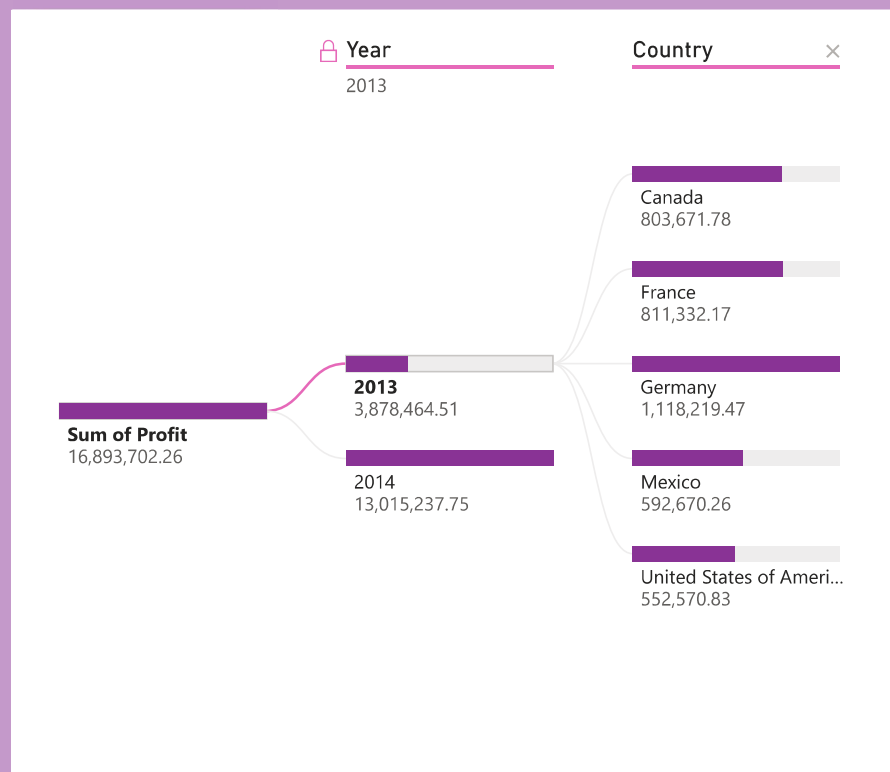 Year
Country
2013
Canada
803,671.78
France
811,332.17
2013
3,878,464.51
Germany
1,118,219.47
Sum of Profit
16,893,702.26
2014
13,015,237.75
Mexico
592,670.26
United States of Ameri...
552,570.83